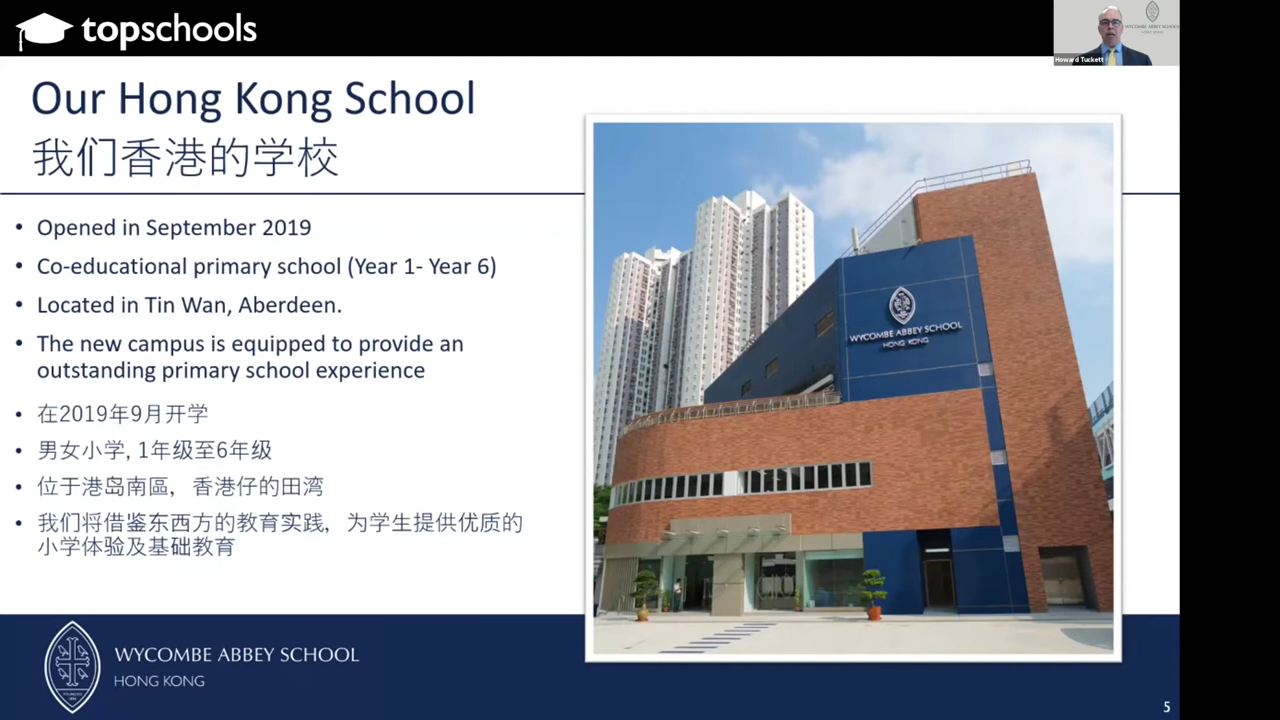 topschools
WYCOMBE ABBEY SCHOOL
HONG KONG
Howard Tuckett
Our Hong Kong School
我们香港的学校
• Opened in September 2019
• Co-educational primary school (Year 1- Year 6)
• Located in Tin Wan, Aberdeen.
• The new campus is equipped to provide an
outstanding primary school experience
• 在2019年9月开学
• 男女小学, 1年级至6年级
• 位于港岛南區，香港仔的田湾
• 我们将借鉴东西方的教育实践，为学生提供优质的
小学体验及基础教育
WYCOMBE ABBEY SCHOOL
HONG KONG
WYCOMBE ABBEY SCHOOL
HONG KONG
5